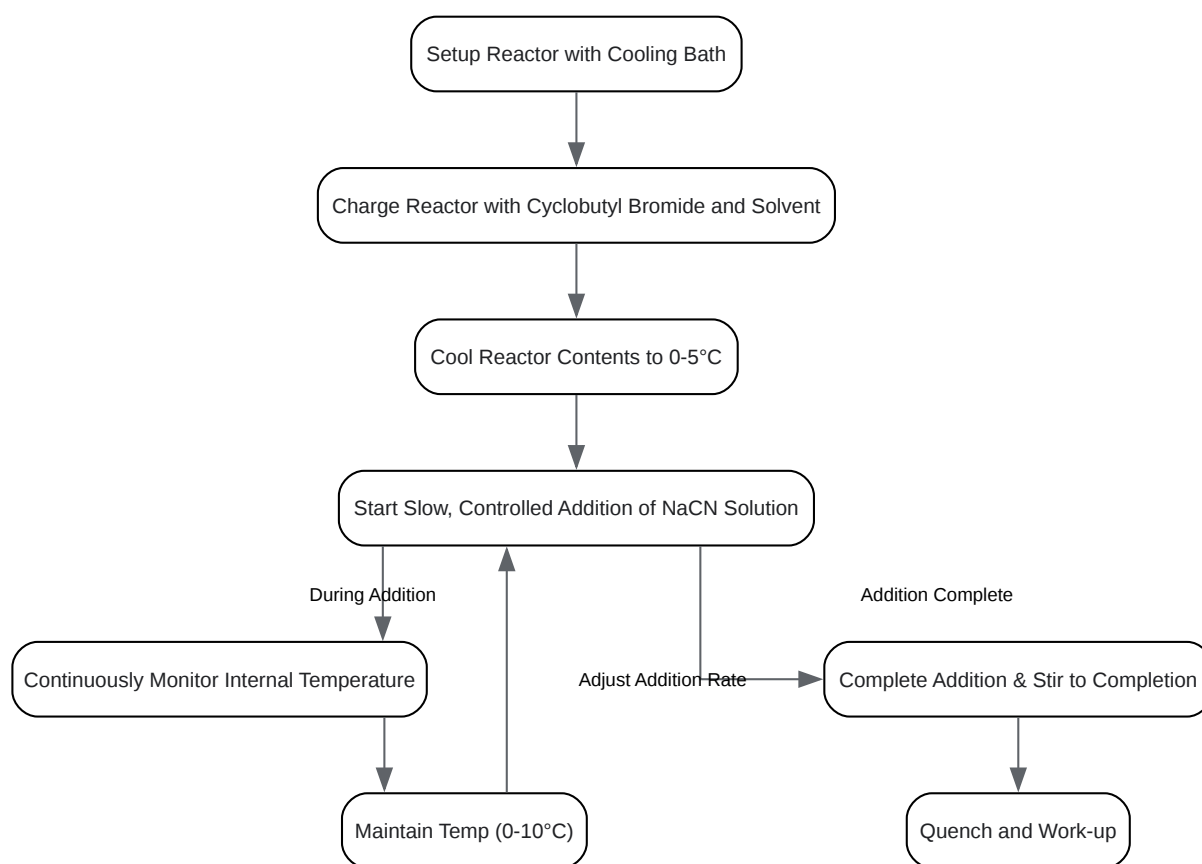 Setup Reactor with Cooling Bath
Charge Reactor with Cyclobutyl Bromide and Solvent
Cool Reactor Contents to 0-5°C
Start Slow, Controlled Addition of NaCN Solution
During Addition
Addition Complete
Continuously Monitor Internal Temperature
Adjust Addition Rate
Complete Addition & Stir to Completion
Maintain Temp (0-10°C)
Quench and Work-up